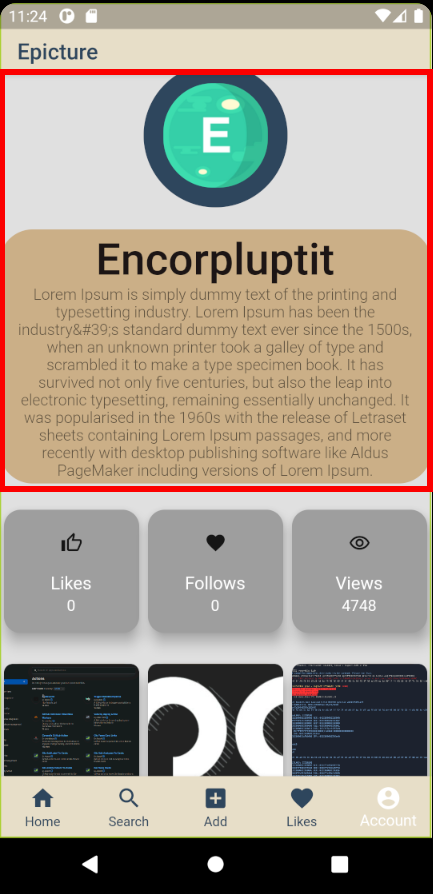 11:24
Epicture
E
Encorpluptit
Lorem Ipsum is simply dummy text of the printing and
typesetting industry. Lorem Ipsum has been the
industry&#39;s standard dummy text ever since the 1500s,
when an unknown printer took a galley of type and
scrambled it to make a type specimen book. It has
survived not only five centuries, but also the leap into
electronic typesetting, remaining essentially unchanged. It
was popularised in the 1960s with the release of Letraset
sheets containing Lorem Ipsum passages, and more
recently with desktop publishing software like Aldus
PageMaker including versions of Lorem Ipsum.
Likes Follows Views
0 0 4748
Home Search Add Likes Account